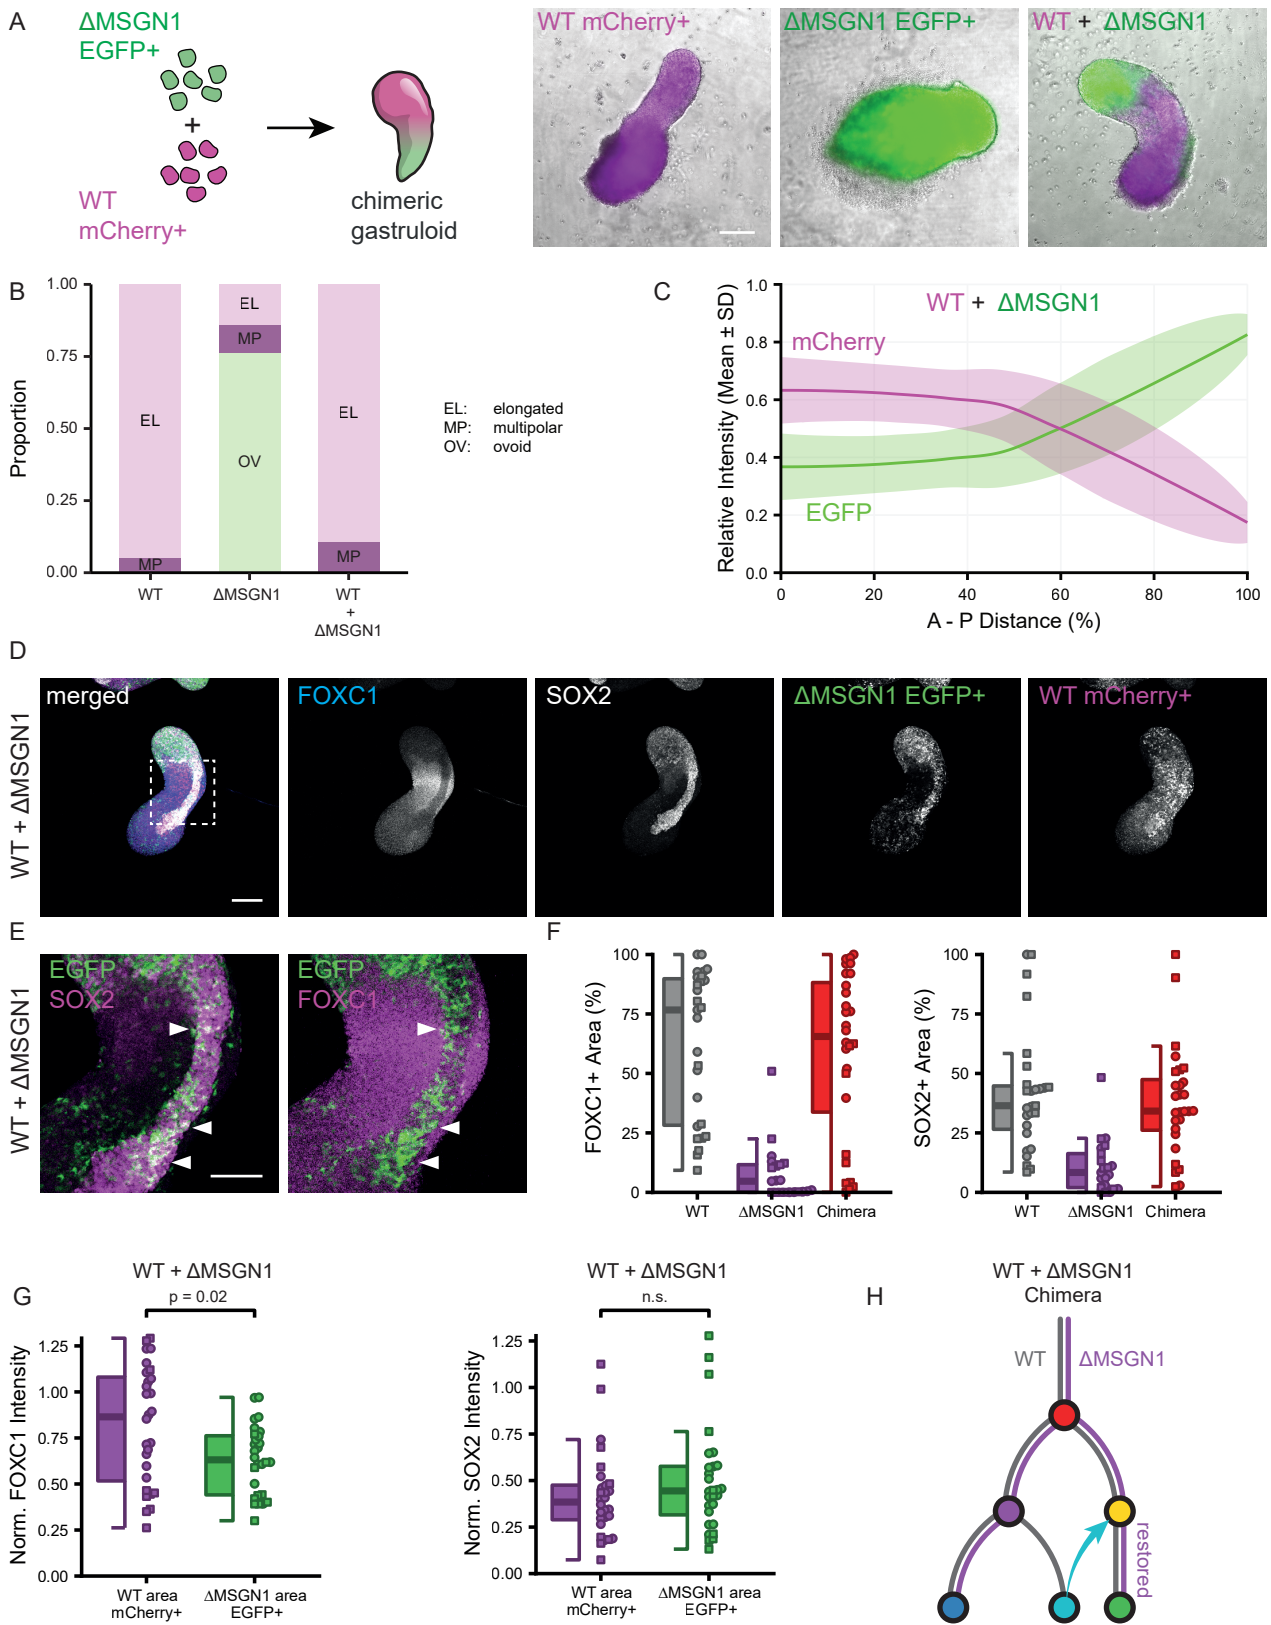 A
ΔMSGN1
EGFP+
+
WT
mCherry+
chimeric
gastruloid
WT mCherry+
ΔMSGN1 EGFP+
WT + ΔMSGN1
B
Proportion
1.00
0.75
0.50
0.25
0.00
EL
MP
EL
MP
OV
EL
MP
WT
ΔMSGN1
WT
+
ΔMSGN1
EL: elongated
MP: multipolar
OV: ovoid
C
Relative Intensity (Mean ± SD)
1.0
0.8
0.6
0.4
0.2
0.0
WT + ΔMSGN1
mCherry
EGFP
0 20 40 60 80 100
A - P Distance (%)
D
WT + ΔMSGN1
merged
FOXC1
SOX2
ΔMSGN1 EGFP+
WT mCherry+
E
WT + ΔMSGN1
EGFP
SOX2
EGFP
FOXC1
F
FOXC1+ Area (%)
100
75
50
25
0
WT ΔMSGN1 Chimera
SOX2+ Area (%)
100
75
50
25
0
WT ΔMSGN1 Chimera
G
WT + ΔMSGN1
p = 0.02
Norm. FOXC1 Intensity
1.25
1.00
0.75
0.50
0.25
0.00
WT area
mCherry+
ΔMSGN1 area
EGFP+
WT + ΔMSGN1
n.s.
Norm. SOX2 Intensity
1.25
1.00
0.75
0.50
0.25
0.00
WT area
mCherry+
ΔMSGN1 area
EGFP+
H
WT + ΔMSGN1
Chimera
WT
ΔMSGN1
restored